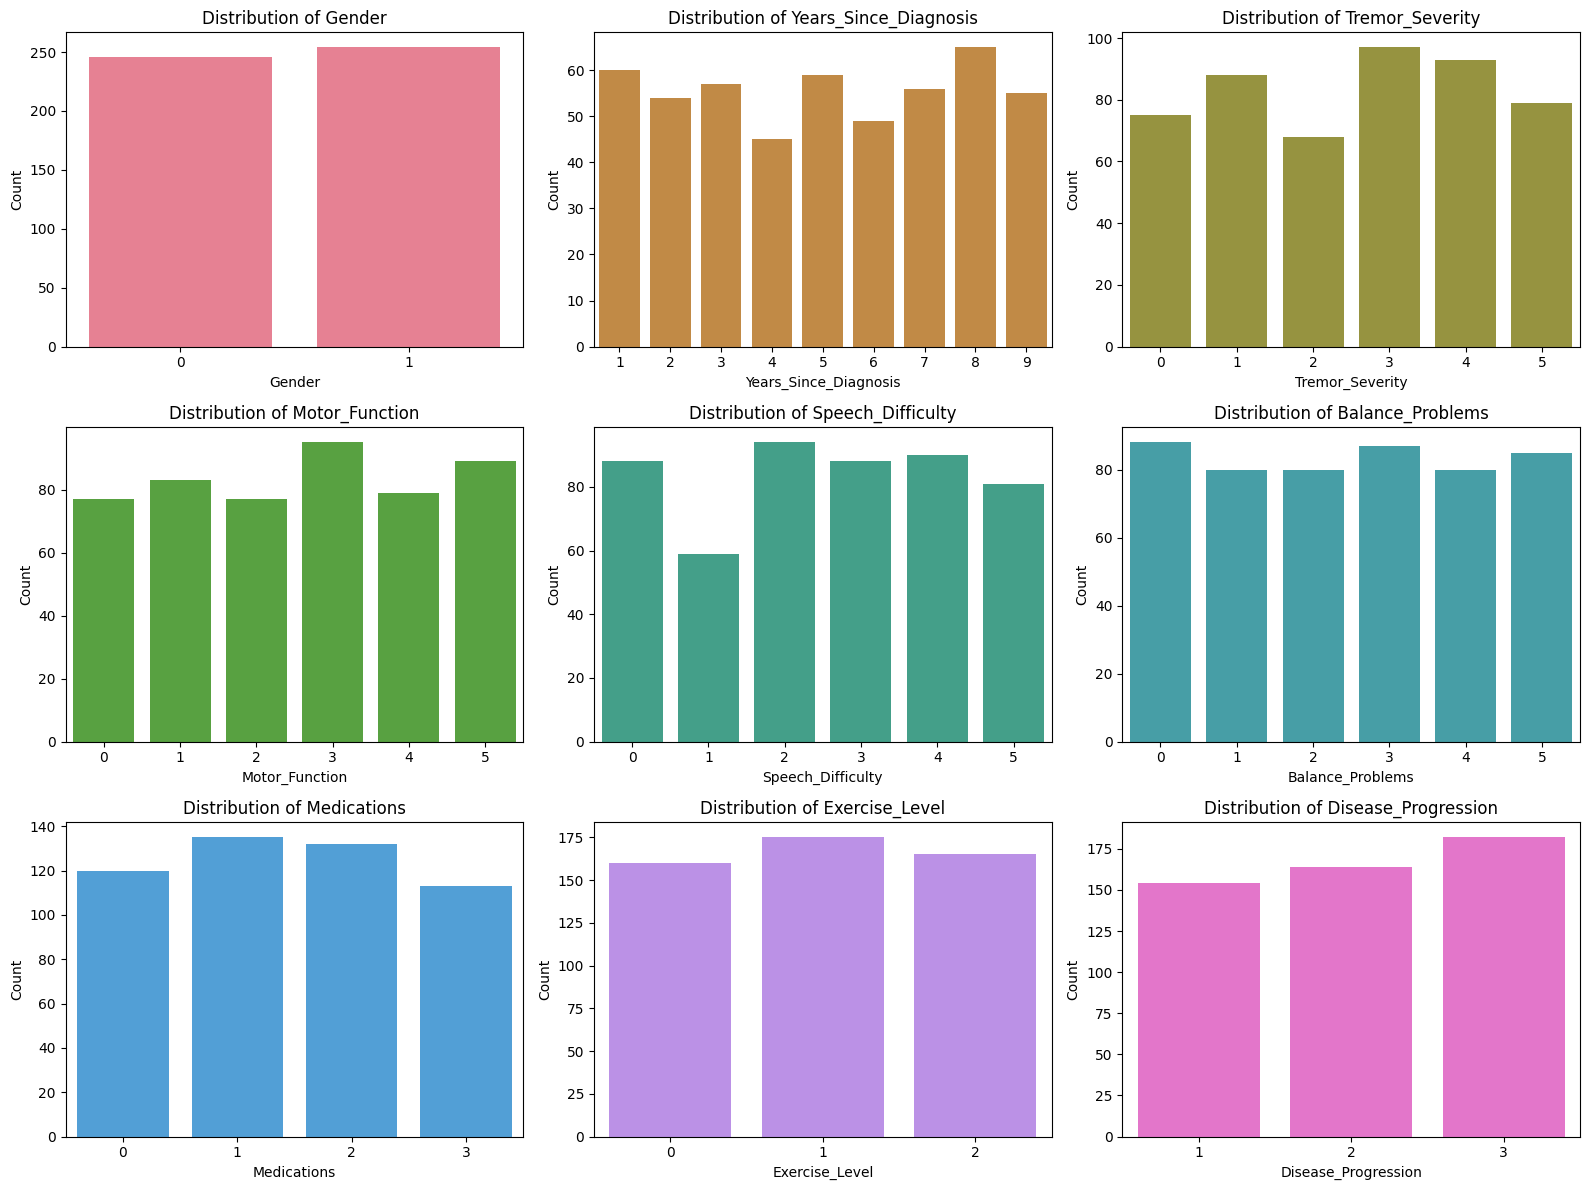 Distribution of Gender
250
200
150
100
50
0
Count
0 1
Gender
Distribution of Years_Since_Diagnosis
60
50
40
30
20
10
0
Count
1 2 3 4 5 6 7 8 9
Years_Since_Diagnosis
Distribution of Tremor_Severity
100
80
60
40
20
0
Count
0 1 2 3 4 5
Tremor_Severity
Distribution of Motor_Function
80
60
40
20
0
Count
0 1 2 3 4 5
Motor_Function
Distribution of Speech_Difficulty
80
60
40
20
0
Count
0 1 2 3 4 5
Speech_Difficulty
Distribution of Balance_Problems
80
60
40
20
0
Count
0 1 2 3 4 5
Balance_Problems
Distribution of Medications
140
120
100
80
60
40
20
0
Count
0 1 2 3
Medications
Distribution of Exercise_Level
175
150
125
100
75
50
25
0
Count
0 1 2
Exercise_Level
Distribution of Disease_Progression
175
150
125
100
75
50
25
0
Count
1 2 3
Disease_Progression